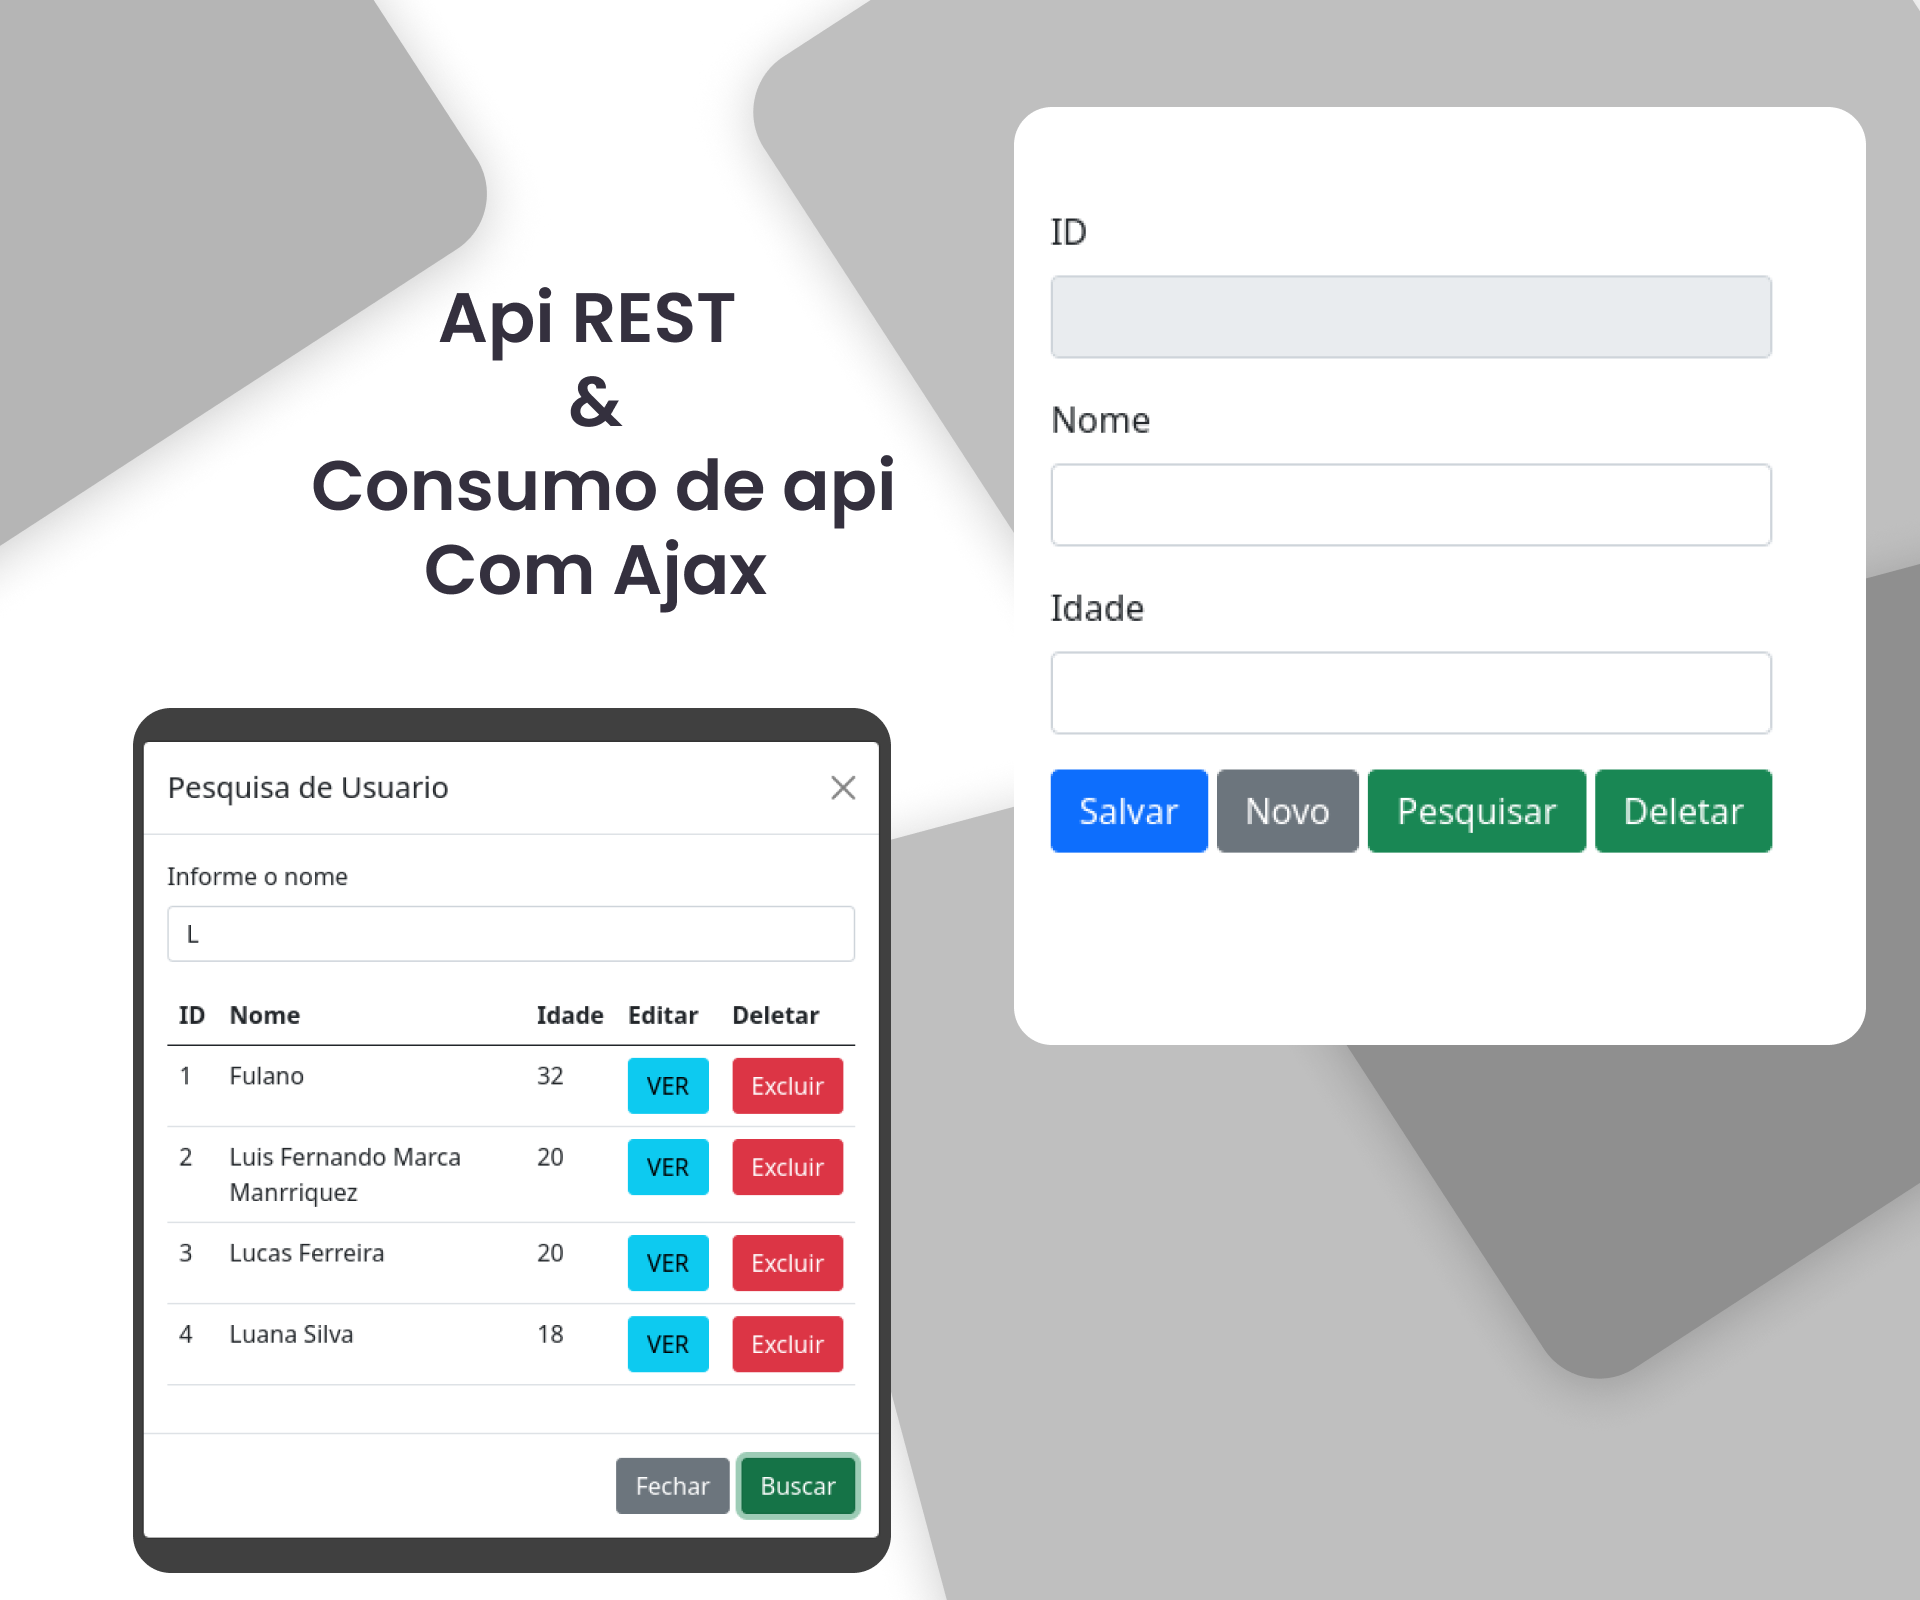 Api REST
&
Consumo de api
Com Ajax
ID
Nome
Idade
Salvar Novo Pesquisar Deletar
Pesquisa de Usuario
Informe o nome
L
ID Nome Idade Editar Deletar
1 Fulano 32 VER Excluir
2 Luis Fernando Marca 20 VER Excluir
Manrriquez
3 Lucas Ferreira 20 VER Excluir
4 Luana Silva 18 VER Excluir
Fechar Buscar